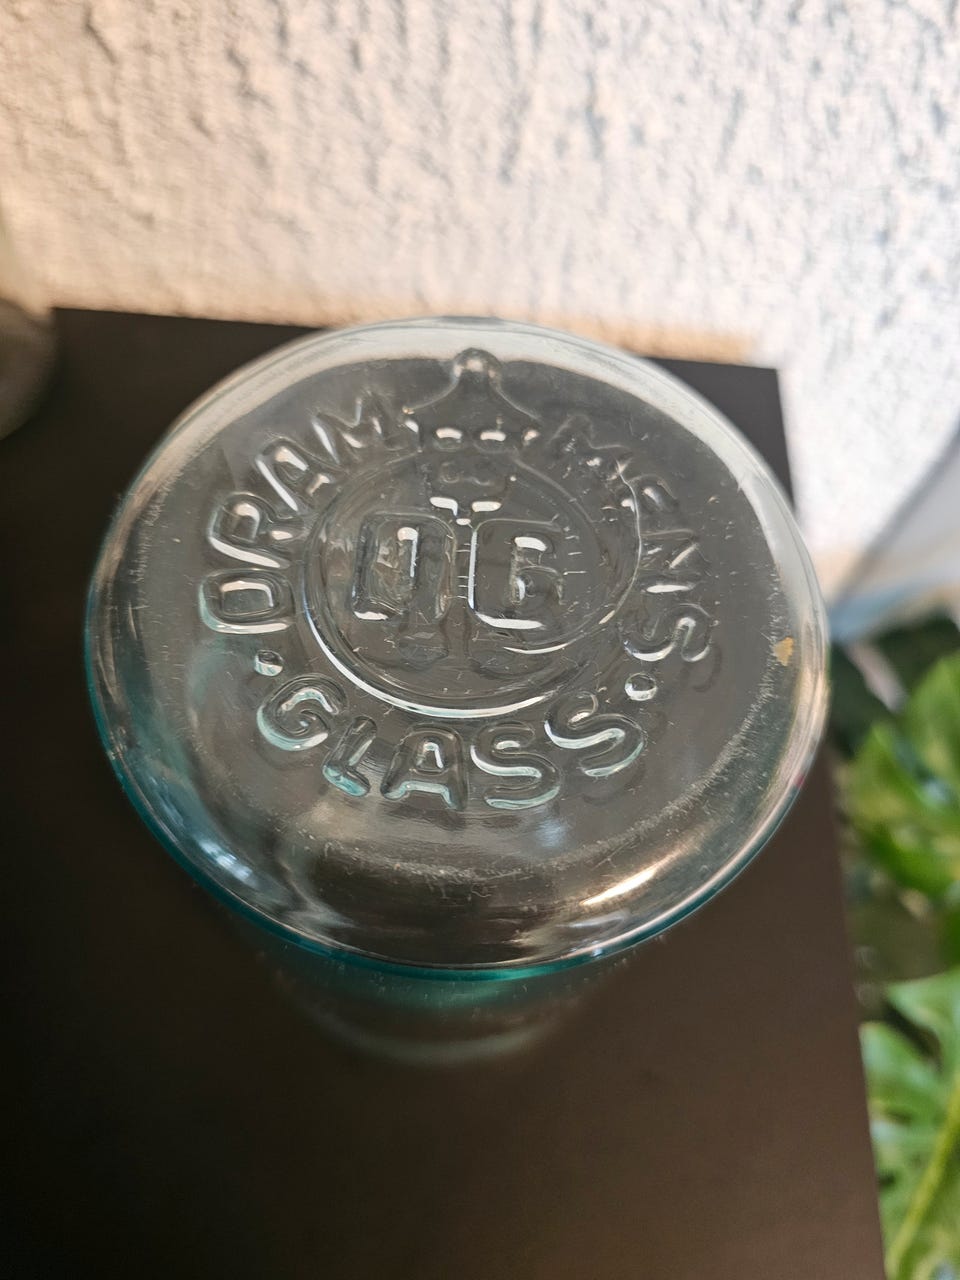 DRAMMENS
DG
· GLASS ·